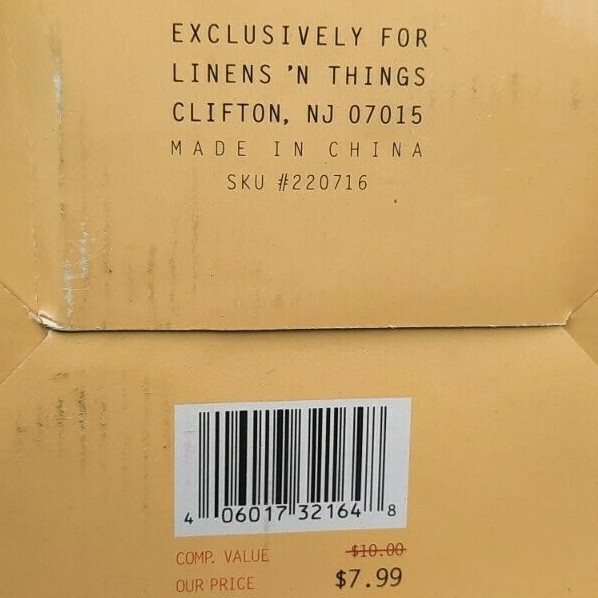 EXCLUSIVELY FOR
LINENS 'N THINGS
CLIFTON, NJ 07015
MADE IN CHINA
SKU #220716
4 06017 32164 8
COMP. VALUE $10.00
OUR PRICE $7.99